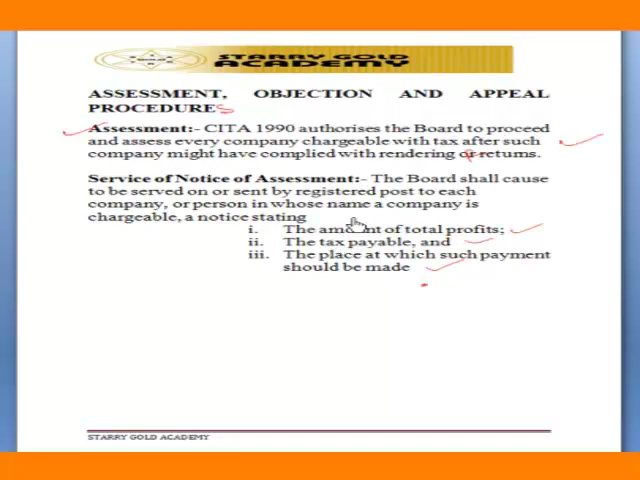 GOLD
STARRY GOLD
ACADEMY
ASSESSMENT, OBJECTION AND APPEAL
PROCEDURES
Assessment:- CITA 1990 authorises the Board to proceed
and assess every company chargeable with tax after such
company might have complied with rendering or returns.
Service of Notice of Assessment:- The Board shall cause
to be served on or sent by registered post to each
company, or person in whose name a company is
chargeable, a notice stating
i. The amount of total profits;
ii. The tax payable, and
iii. The place at which such payment
should be made
STARRY GOLD ACADEMY